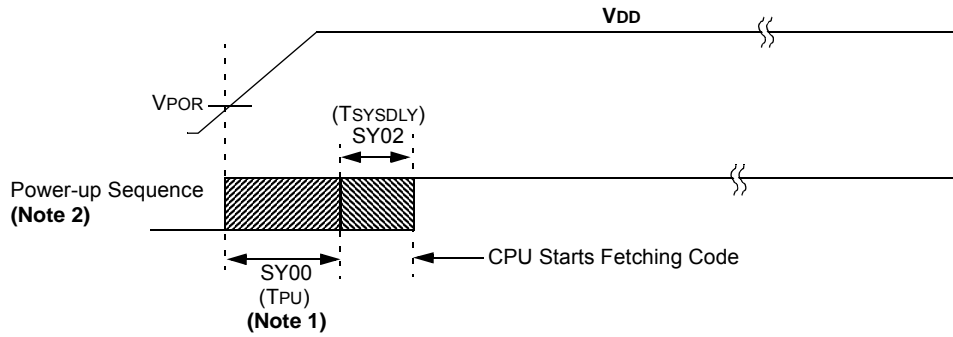 VDD
VPOR
(TSYSDLY)
SY02
Power-up Sequence
(Note 2)
CPU Starts Fetching Code
SY00
(TPU)
(Note 1)